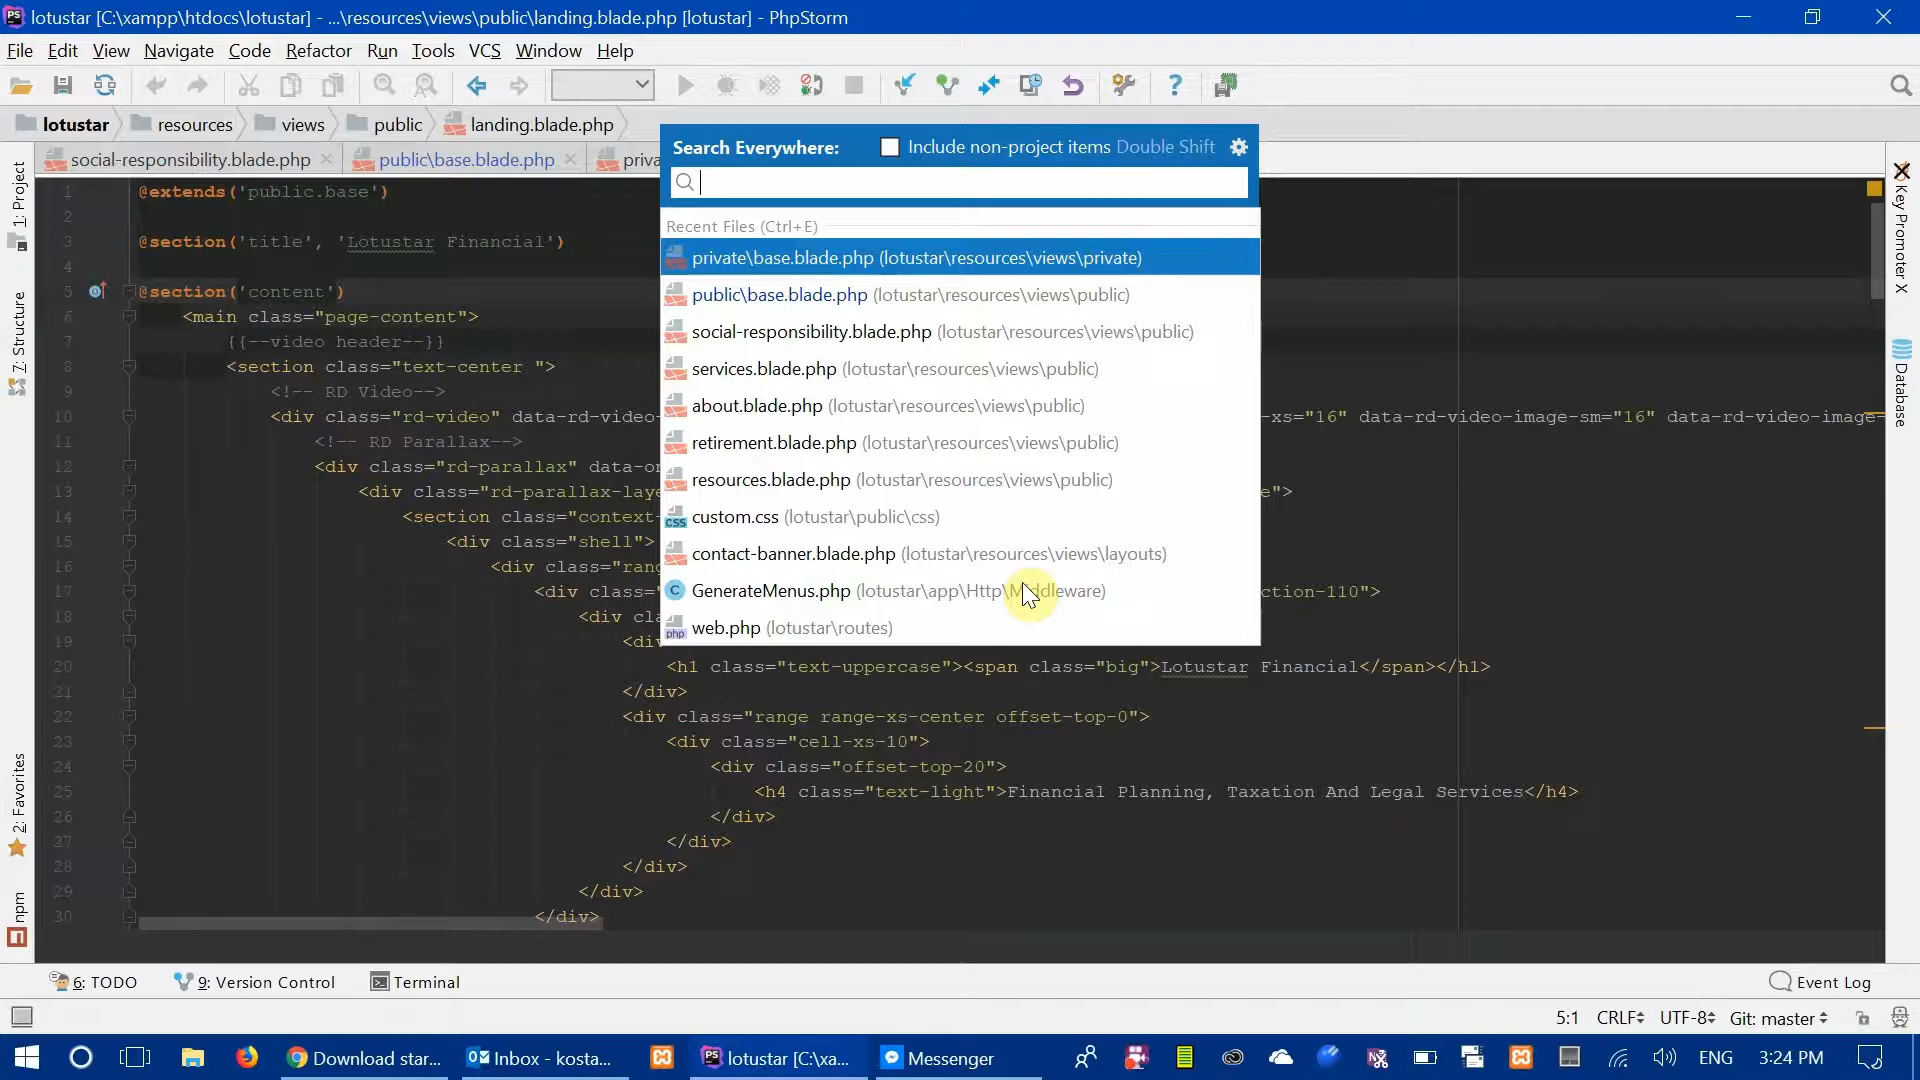 lotustar [C:\xampp\htdocs\lotustar] - ...\resources\views\public\landing.blade.php [lotustar] - PhpStorm
File Edit View Navigate Code Refactor Run Tools VCS Window Help
lotustar resources views public landing.blade.php
social-responsibility.blade.php public\base.blade.php
Search Everywhere: Include non-project items Double Shift
Recent Files (Ctrl+E)
private\base.blade.php (lotustar\resources\views\private)
public\base.blade.php (lotustar\resources\views\public)
social-responsibility.blade.php (lotustar\resources\views\public)
services.blade.php (lotustar\resources\views\public)
about.blade.php (lotustar\resources\views\public)
retirement.blade.php (lotustar\resources\views\public)
resources.blade.php (lotustar\resources\views\public)
custom.css (lotustar\public\css)
contact-banner.blade.php (lotustar\resources\views\layouts)
GenerateMenus.php (lotustar\app\Http\Middleware)
web.php (lotustar\routes)
1 @extends('public.base')
2
3 @section('title', 'Lotustar Financial')
4
5 @section('content')
6 <main class="page-content">
7 {{--video header--}}
8 <section class="text-center ">
9 <!-- RD Video-->
10 <div class="rd-video" data-rd-video- -xs="16" data-rd-video-image-sm="16" data-rd-video-image-
11 <!-- RD Parallax-->
12 <div class="rd-parallax" data-on
13 <div class="rd-parallax-laye e">
14 <section class="context-
15 <div class="shell">
16 <div class="rang
17 <div class=" ction-110">
18 <div cla
19 <div
20 <h1 class="text-uppercase"><span class="big">Lotustar Financial</span></h1>
21 </div>
22 <div class="range range-xs-center offset-top-0">
23 <div class="cell-xs-10">
24 <div class="offset-top-20">
25 <h4 class="text-light">Financial Planning, Taxation And Legal Services</h4>
26 </div>
27 </div>
28 </div>
29 </div>
30 </div>
1: Project
7: Structure
2: Favorites
npm
Key Promoter X
Database
6: TODO 9: Version Control Terminal Event Log
5:1 CRLF UTF-8 Git: master
Download star... Inbox - kosta... lotustar [C:\xa... Messenger ENG 3:24 PM